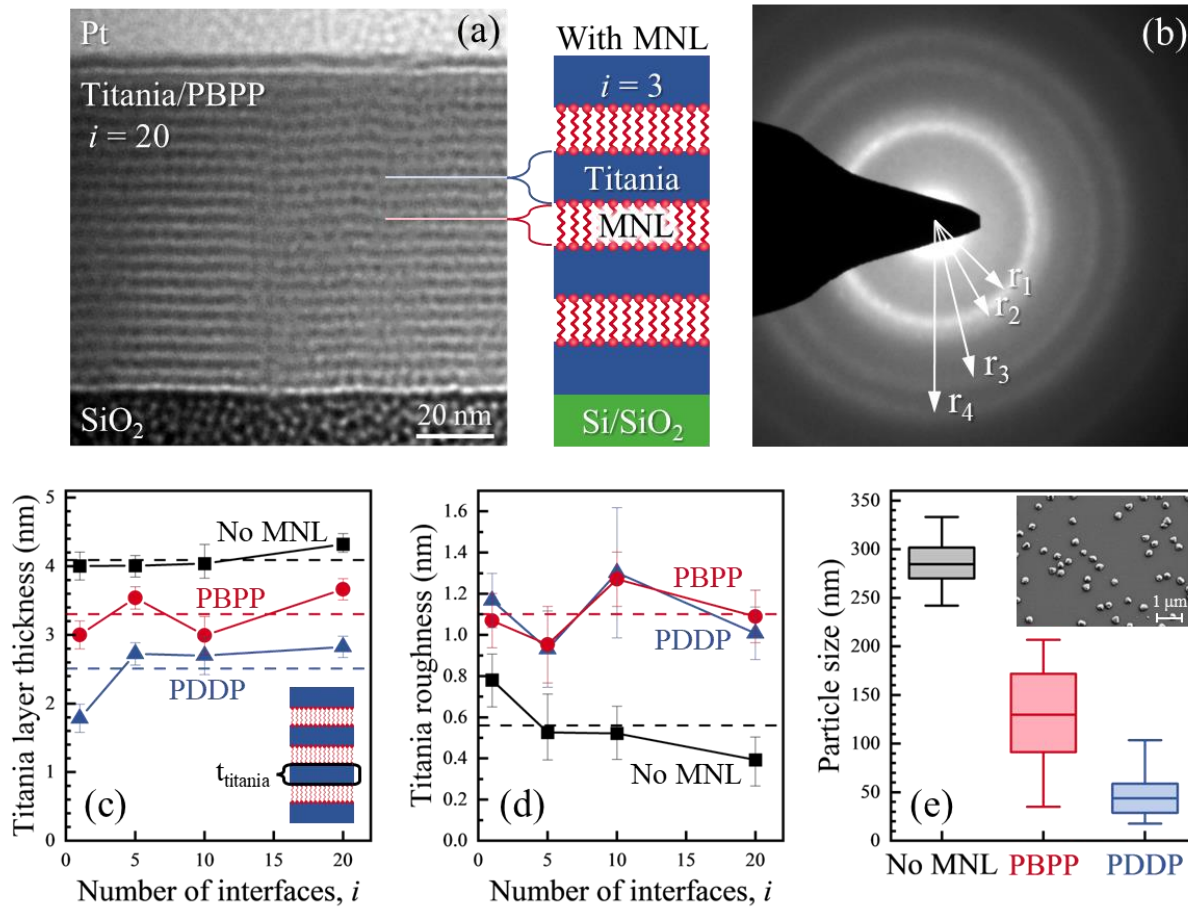 Pt
(a)
Titania/PBPP
i = 20
SiO2
20 nm
With MNL
i = 3
Titania
MNL
Si/SiO2
(b)
r1
r2
r3
r4
Titania layer thickness (nm)
5
4
3
2
1
0
No MNL
PBPP
PDDP
ttitania
(c)
0 5 10 15 20
Number of interfaces, i
Titania roughness (nm)
1.6
1.4
1.2
1.0
0.8
0.6
0.4
0.2
0.0
PBPP
PDDP
No MNL
(d)
0 5 10 15 20
Number of interfaces, i
Particle size (nm)
350
300
250
200
150
100
50
0
1 μm
(e)
No MNL PBPP PDDP